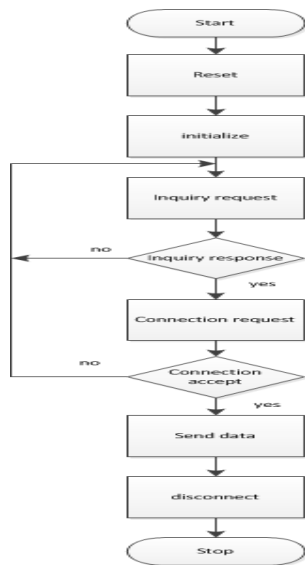 Start
Reset
initialize
Inquiry request
no
Inquiry response
yes
Connection request
no
Connection
accept
yes
Send data
disconnect
Stop